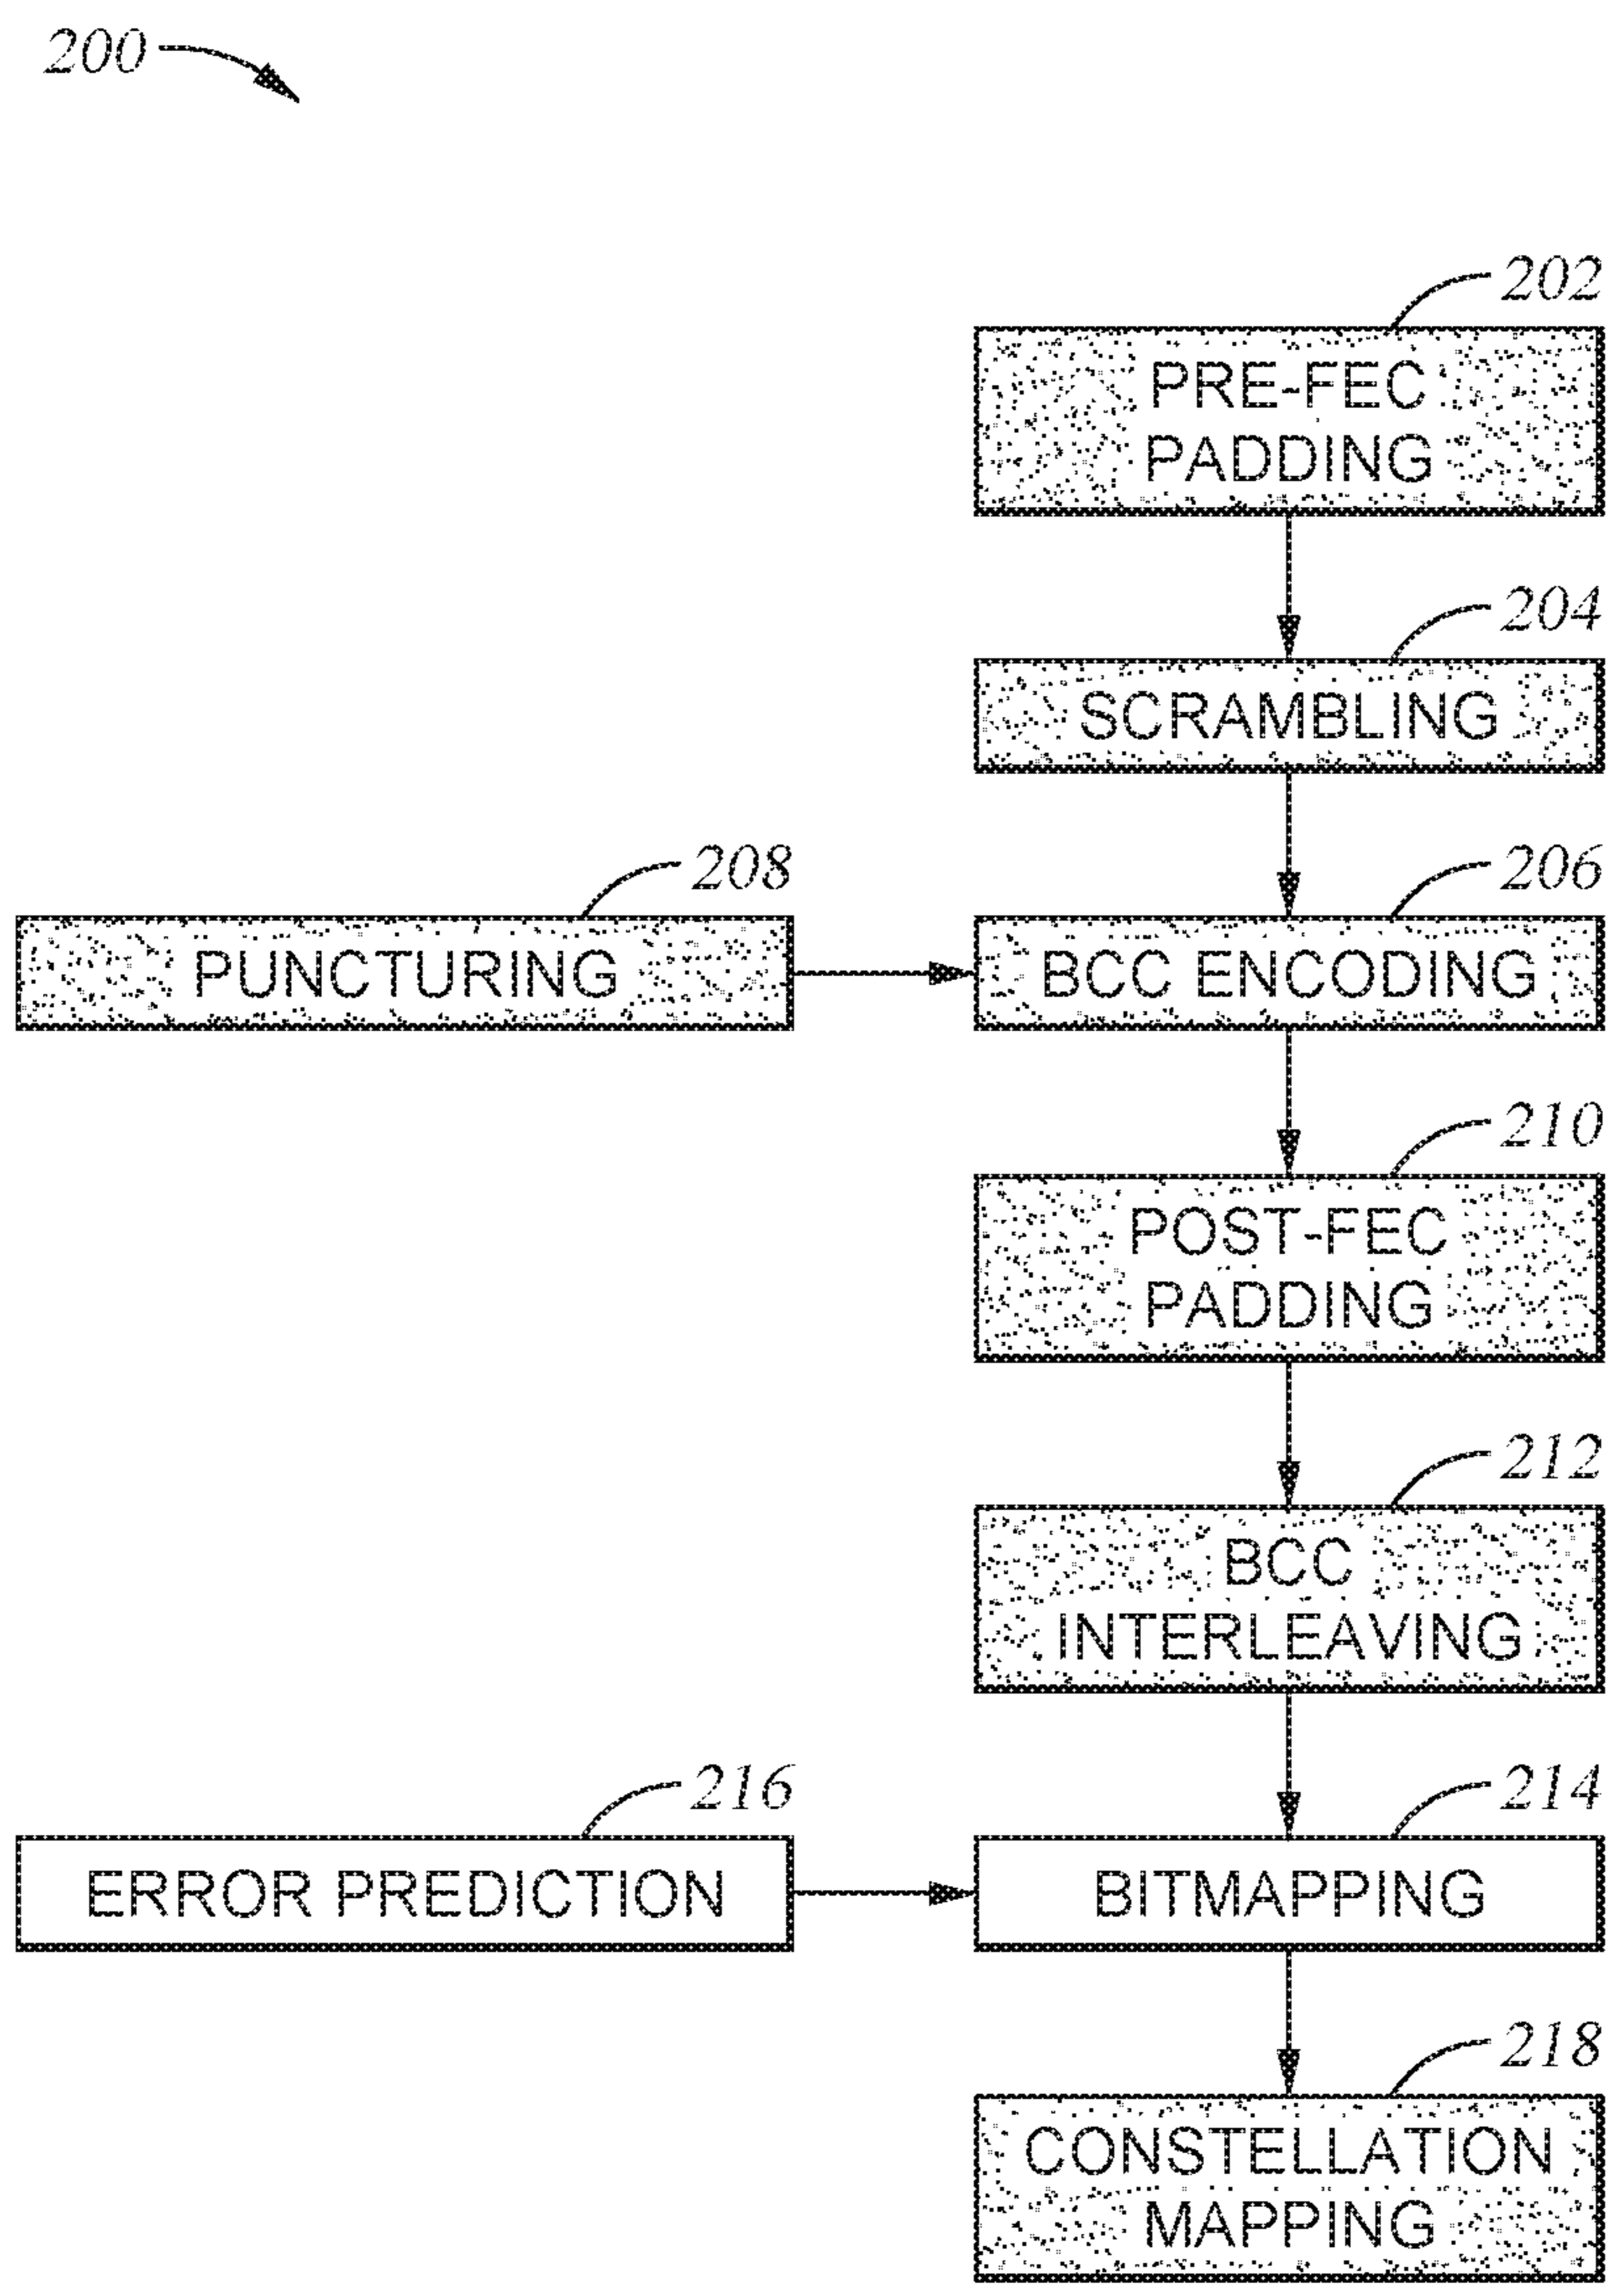 200
202
PRE-FEC
PADDING
204
SCRAMBLING
208
206
PUNCTURING
BCC ENCODING
210
POST-FEC
PADDING
212
BCC
INTERLEAVING
216
214
ERROR PREDICTION
BITMAPPING
218
CONSTELLATION
MAPPING